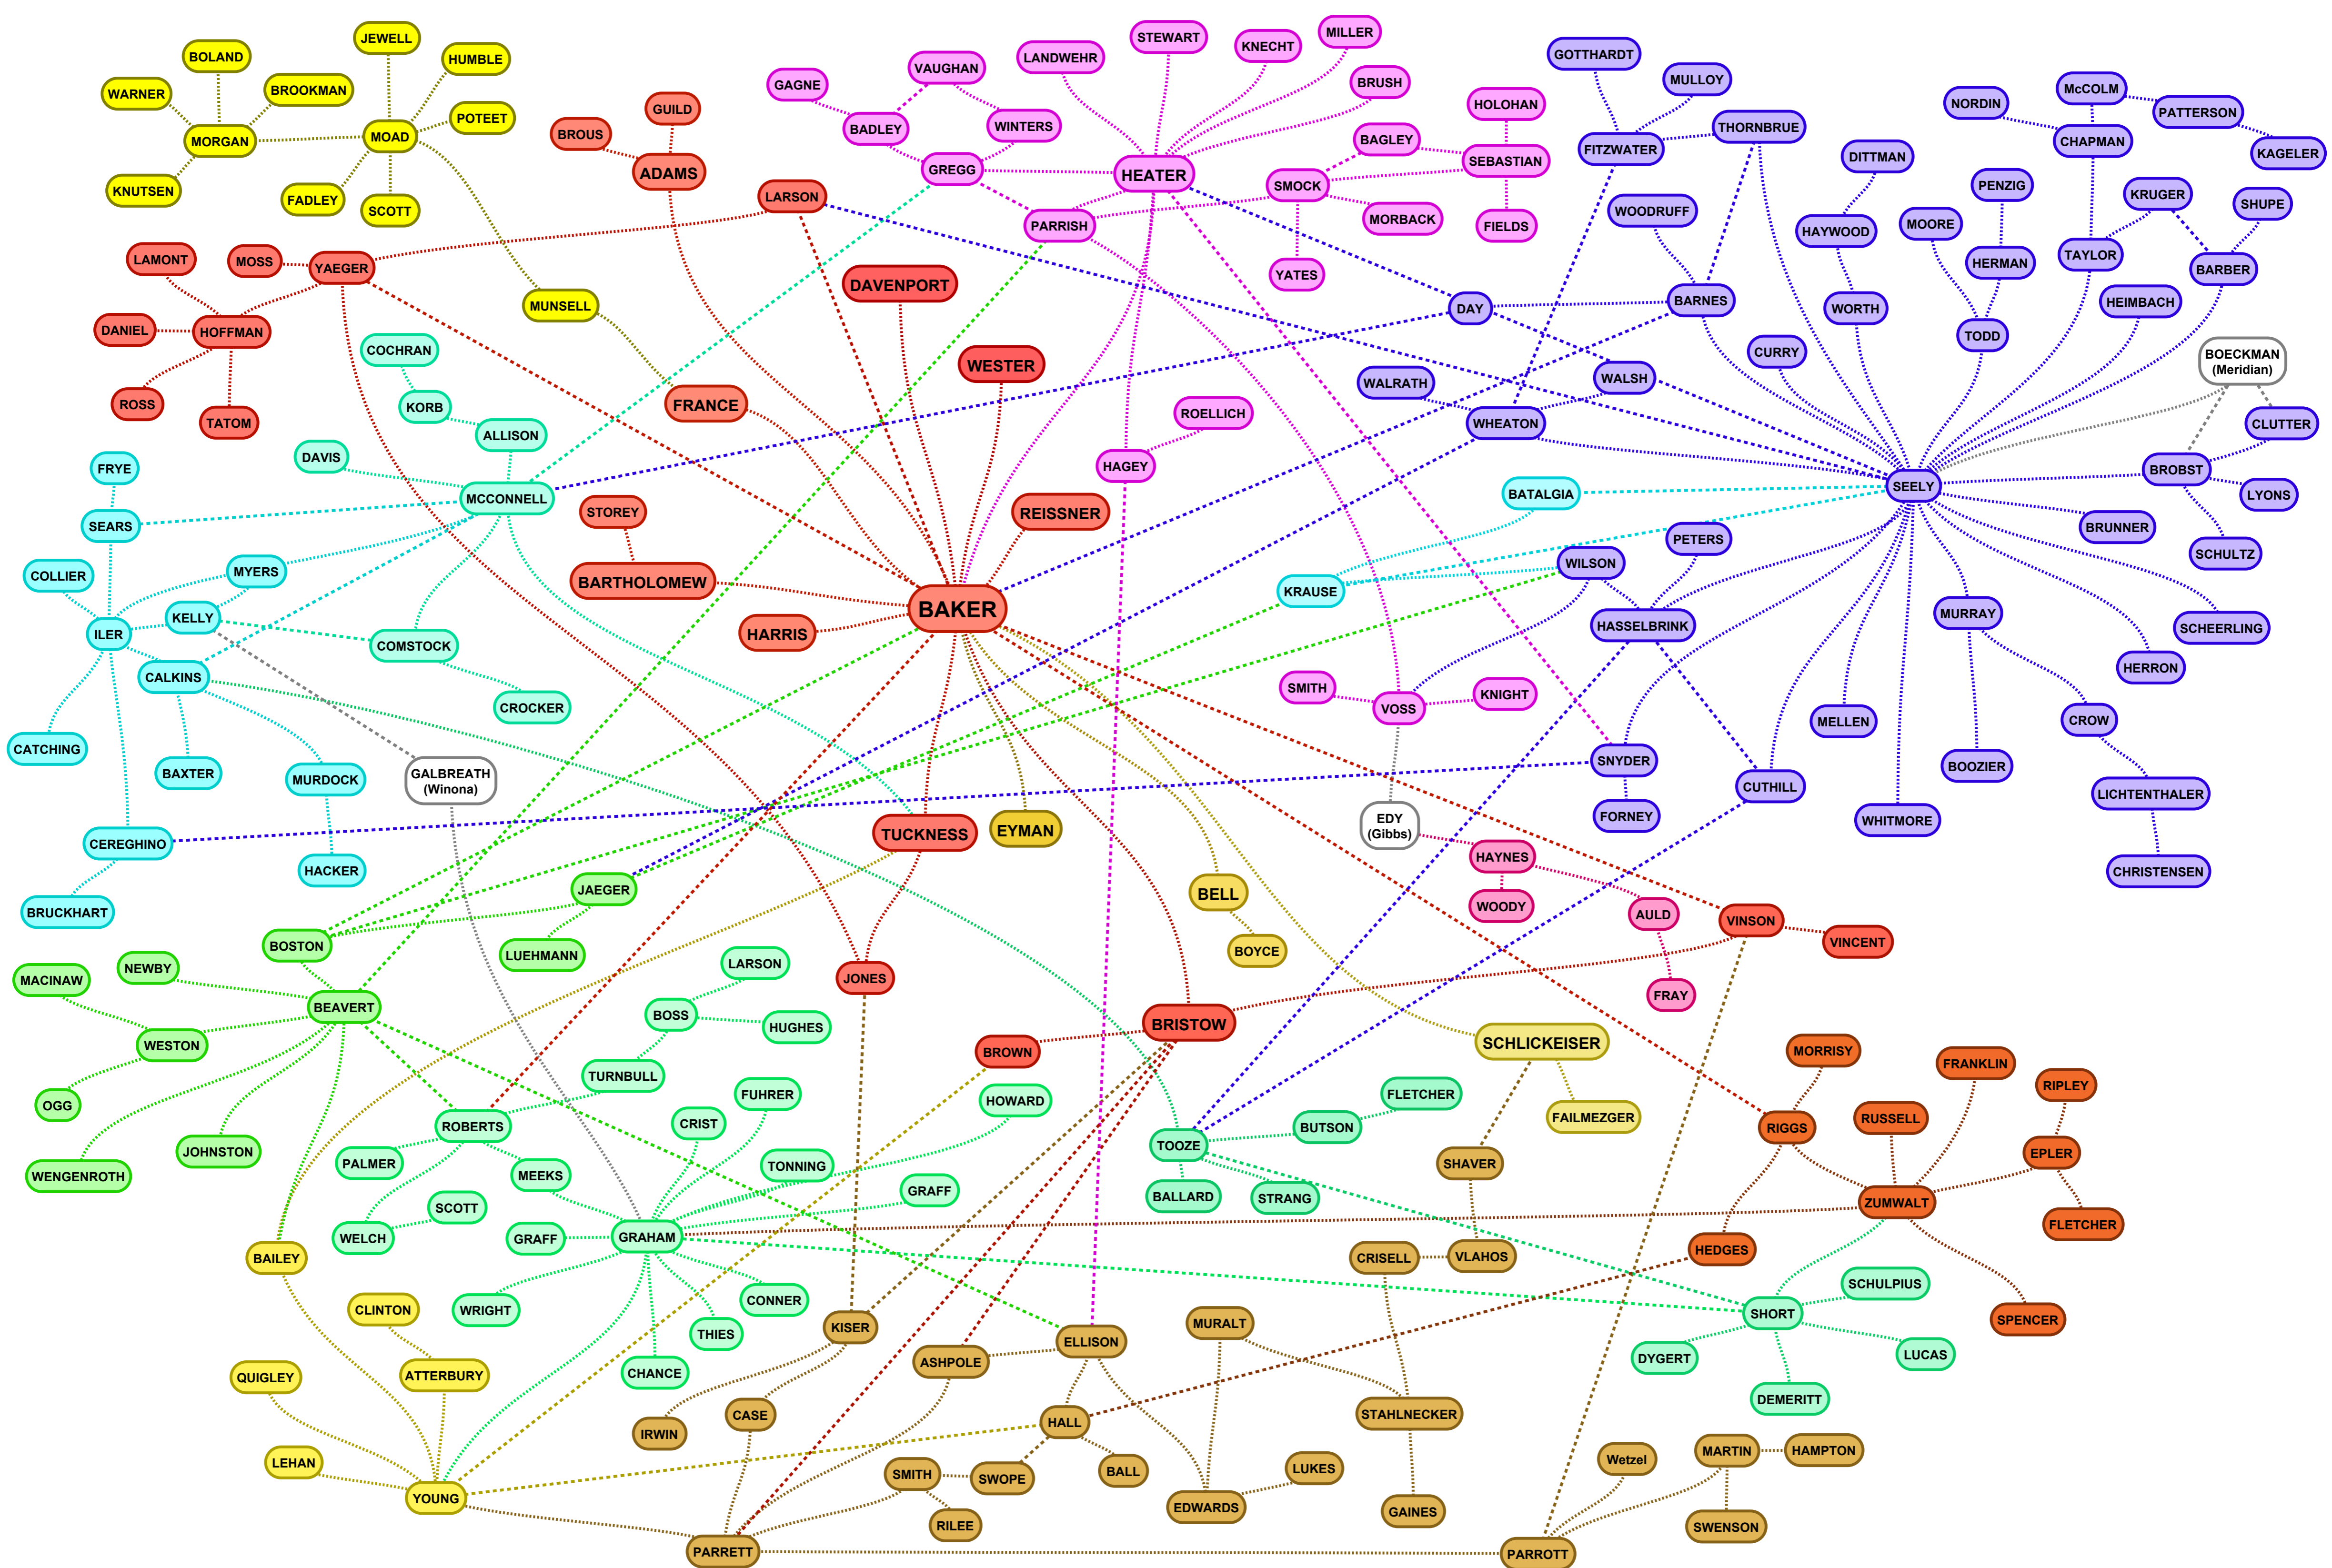 JEWELL
BOLAND
HUMBLE
WARNER
BROOKMAN
POTEET
MORGAN
MOAD
KNUTSEN
FADLEY
SCOTT
MUNSELL
GUILD
BROUS
ADAMS
LARSON
LAMONT
MOSS
YAEGER
DANIEL
HOFFMAN
ROSS
TATOM
DAVENPORT
WESTER
FRANCE
REISSNER
STOREY
BARTHOLOMEW
HARRIS
BAKER
GAGNE
VAUGHAN
BADLEY
WINTERS
GREGG
LANDWEHR
STEWART
KNECHT
MILLER
BRUSH
HEATER
PARRISH
HOLOHAN
BAGLEY
SEBASTIAN
SMOCK
MORBACK
FIELDS
YATES
ROELLICH
HAGEY
GOTTHARDT
MULLOY
FITZWATER
THORNBRUE
WOODRUFF
BARNES
DAY
DITTMAN
HAYWOOD
WORTH
CURRY
WALSH
WALRATH
WHEATON
NORDIN
McCOLM
PATTERSON
KAGELER
CHAPMAN
PENZIG
MOORE
HERMAN
TODD
KRUGER
SHUPE
TAYLOR
BARBER
HEIMBACH
BOECKMAN
(Meridian)
CLUTTER
BROBST
LYONS
SCHULTZ
SEELY
BRUNNER
BATALGIA
KRAUSE
WILSON
PETERS
HASSELBRINK
MURRAY
SCHEERLING
HERRON
CROW
MELLEN
BOOZIER
LICHTENTHALER
CHRISTENSEN
WHITMORE
CUTHILL
SNYDER
FORNEY
SMITH
VOSS
KNIGHT
EDY
(Gibbs)
HAYNES
WOODY
AULD
FRAY
COCHRAN
KORB
ALLISON
DAVIS
MCCONNELL
COMSTOCK
CROCKER
FRYE
SEARS
COLLIER
MYERS
KELLY
ILER
CALKINS
CATCHING
BAXTER
MURDOCK
HACKER
CEREGHINO
BRUCKHART
GALBREATH
(Winona)
TUCKNESS
EYMAN
BELL
BOYCE
JONES
BRISTOW
BROWN
VINSON
VINCENT
SCHLICKEISER
FAILMEZGER
JAEGER
LUEHMANN
BOSTON
NEWBY
MACINAW
BEAVERT
WESTON
OGG
WENGENROTH
JOHNSTON
LARSON
BOSS
HUGHES
TURNBULL
ROBERTS
PALMER
MEEKS
SCOTT
WELCH
CRIST
FUHRER
HOWARD
TONNING
GRAFF
GRAFF
GRAHAM
WRIGHT
CONNER
THIES
CHANCE
BAILEY
CLINTON
ATTERBURY
QUIGLEY
LEHAN
YOUNG
FLETCHER
BUTSON
TOOZE
BALLARD
STRANG
SHAVER
VLAHOS
CRISELL
MORRISY
FRANKLIN
RIPLEY
RUSSELL
RIGGS
EPLER
ZUMWALT
FLETCHER
HEDGES
SPENCER
SCHULPIUS
SHORT
LUCAS
DYGERT
DEMERITT
KISER
IRWIN
CASE
ASHPOLE
ELLISON
MURALT
HALL
STAHLNECKER
BALL
SWOPE
SMITH
RILEE
EDWARDS
LUKES
GAINES
PARRETT
PARROTT
Wetzel
MARTIN
HAMPTON
SWENSON